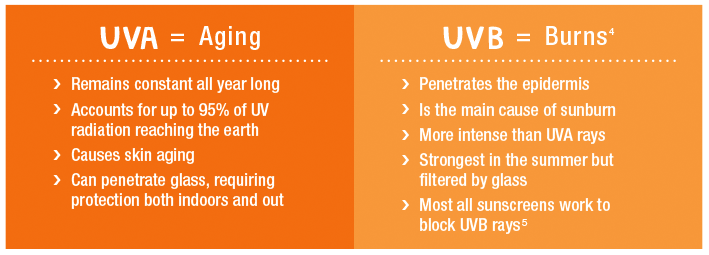 UVA = Aging
› Remains constant all year long
› Accounts for up to 95% of UV
radiation reaching the earth
› Causes skin aging
› Can penetrate glass, requiring
protection both indoors and out
UVB = Burns⁴
› Penetrates the epidermis
› Is the main cause of sunburn
› More intense than UVA rays
› Strongest in the summer but
filtered by glass
› Most all sunscreens work to
block UVB rays⁵